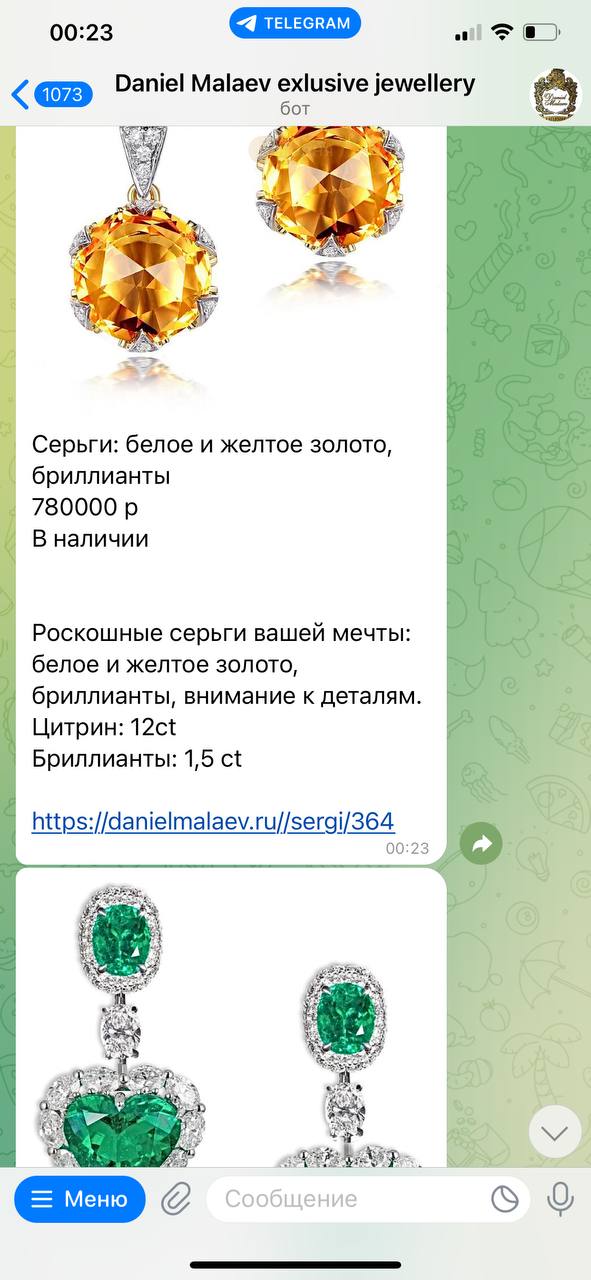 00:23
TELEGRAM
1073
Daniel Malaev exlusive jewellery
бот
Серьги: белое и желтое золото,
бриллианты
780000 р
В наличии
Роскошные серьги вашей мечты:
белое и желтое золото,
бриллианты, внимание к деталям.
Цитрин: 12ct
Бриллианты: 1,5 ct
https://danielmalaev.ru//sergi/364
00:23
Меню
Сообщение